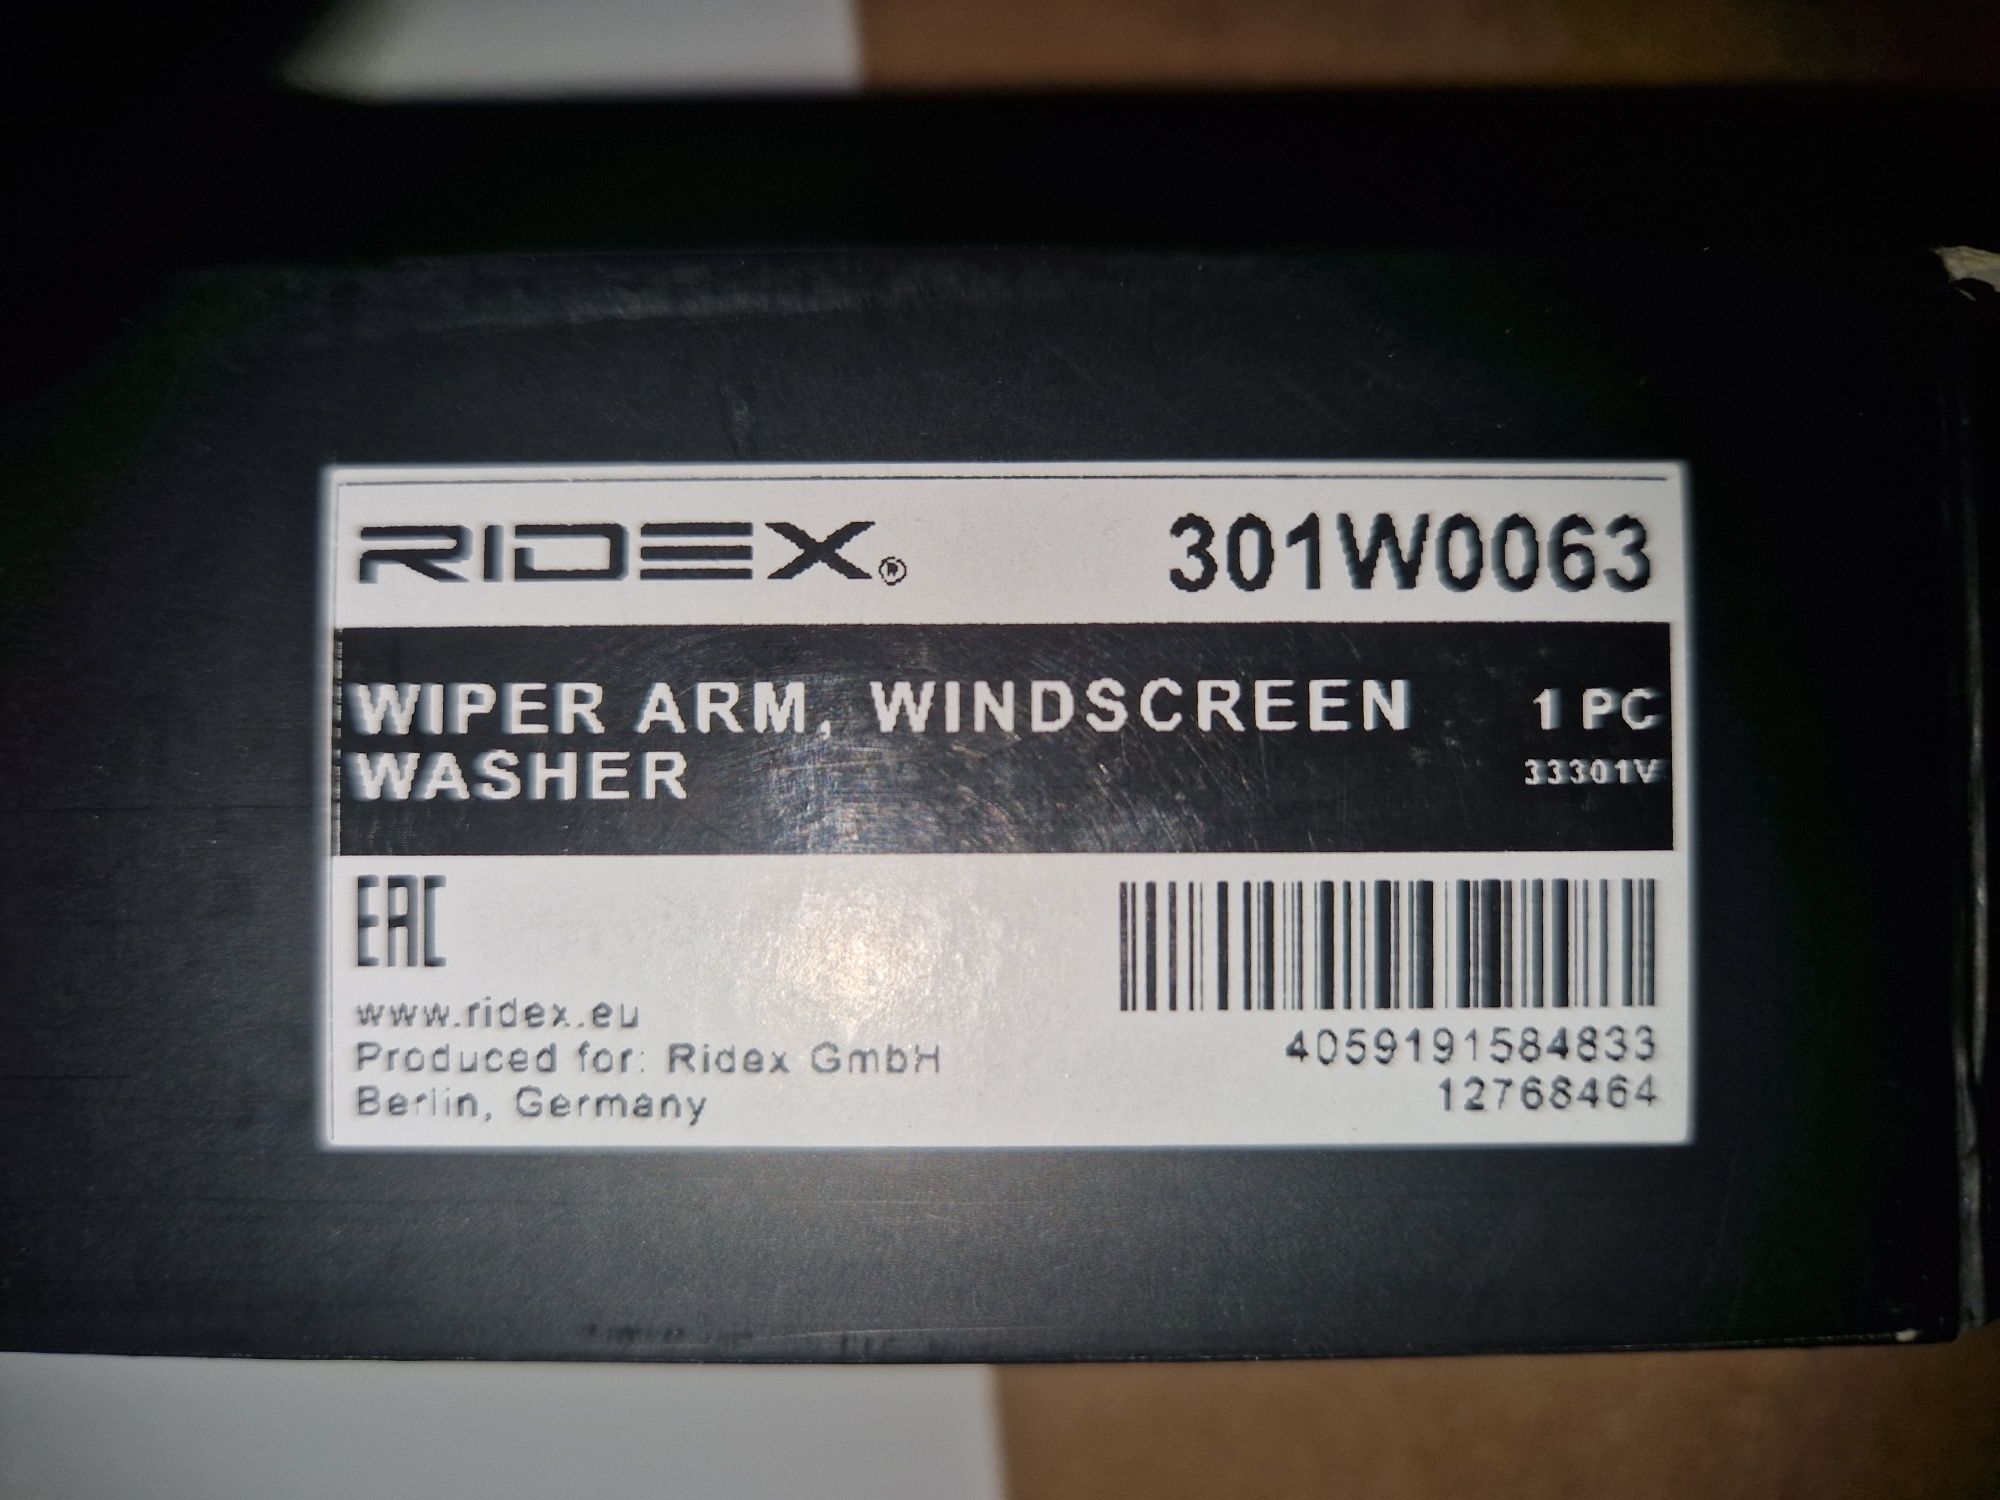 RIDEX® 301W0063
WIPER ARM, WINDSCREEN 1 PC
WASHER 33301V
EAC
www.ridex.eu
Produced for: Ridex GmbH 4059191584833
Berlin, Germany 12768464